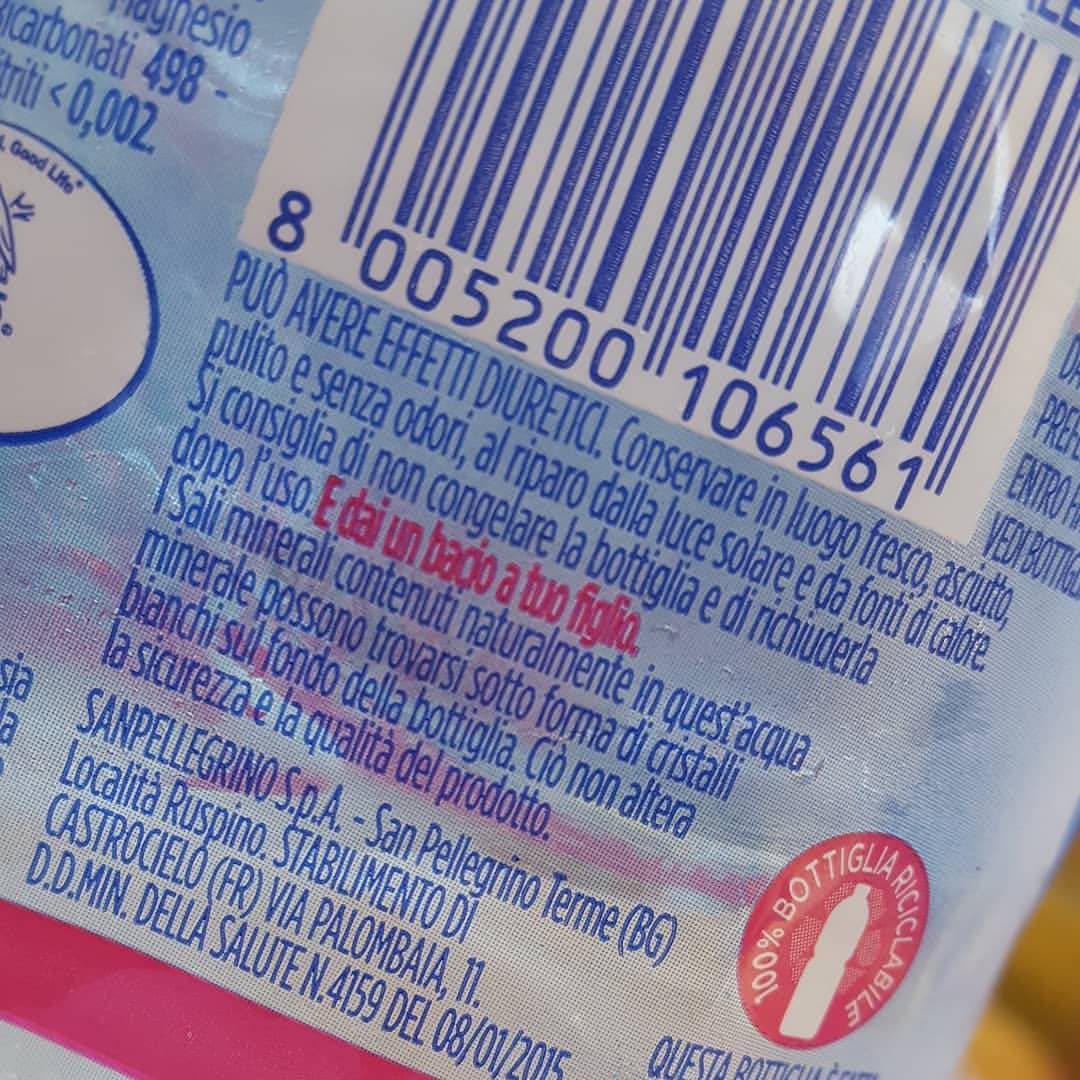 498 -
< 0,002.
Good Life
8 005200 106561
PUÒ AVERE EFFETTI DIURETICI. Conservare in luogo fresco, asciutto,
pulito e senza odori, al riparo dalla luce solare e da fonti di calore.
Si consiglia di non congelare la bottiglia e di richiuderla
dopo l'uso. E dai un bacio a tuo figlio.
I Sali minerali contenuti naturalmente in quest'acqua
minerale possono trovarsi sotto forma di cristalli
bianchi sul fondo della bottiglia. Ciò non altera
la sicurezza e la qualità del prodotto.
SANPELLEGRINO S.p.A. - San Pellegrino Terme (BG)
Località Ruspino. STABILIMENTO DI
CASTROCIELO (FR) VIA PALOMBAIA, 11.
D.D.MIN. DELLA SALUTE N.4159 DEL 08/01/2015
100% BOTTIGLIA RICICLABILE
QUESTA BOTTIGLIA È
ENTRO